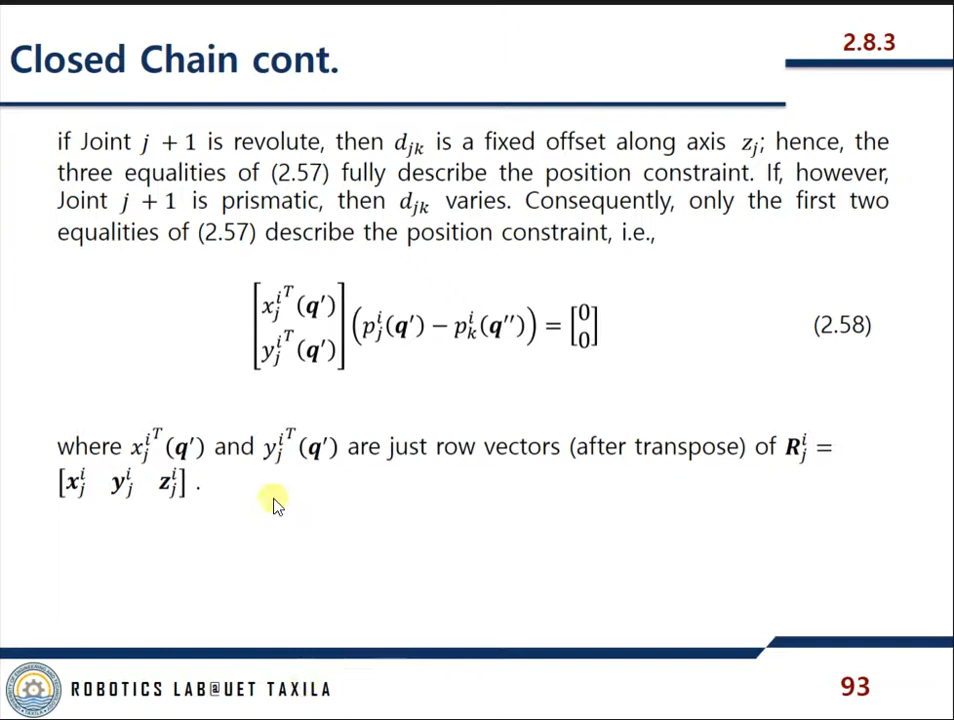 2.8.3
Closed Chain cont.
if Joint j + 1 is revolute, then d_{jk} is a fixed offset along axis z_j; hence, the
three equalities of (2.57) fully describe the position constraint. If, however,
Joint j + 1 is prismatic, then d_{jk} varies. Consequently, only the first two
equalities of (2.57) describe the position constraint, i.e.,
[x_j^{i^T}(q′) ; y_j^{i^T}(q′)] (p_j^i(q′) − p_k^i(q′′)) = [0 ; 0] (2.58)
where x_j^{i^T}(q′) and y_j^{i^T}(q′) are just row vectors (after transpose) of R_j^i =
[x_j^i y_j^i z_j^i] .
ROBOTICS LAB@UET TAXILA
93